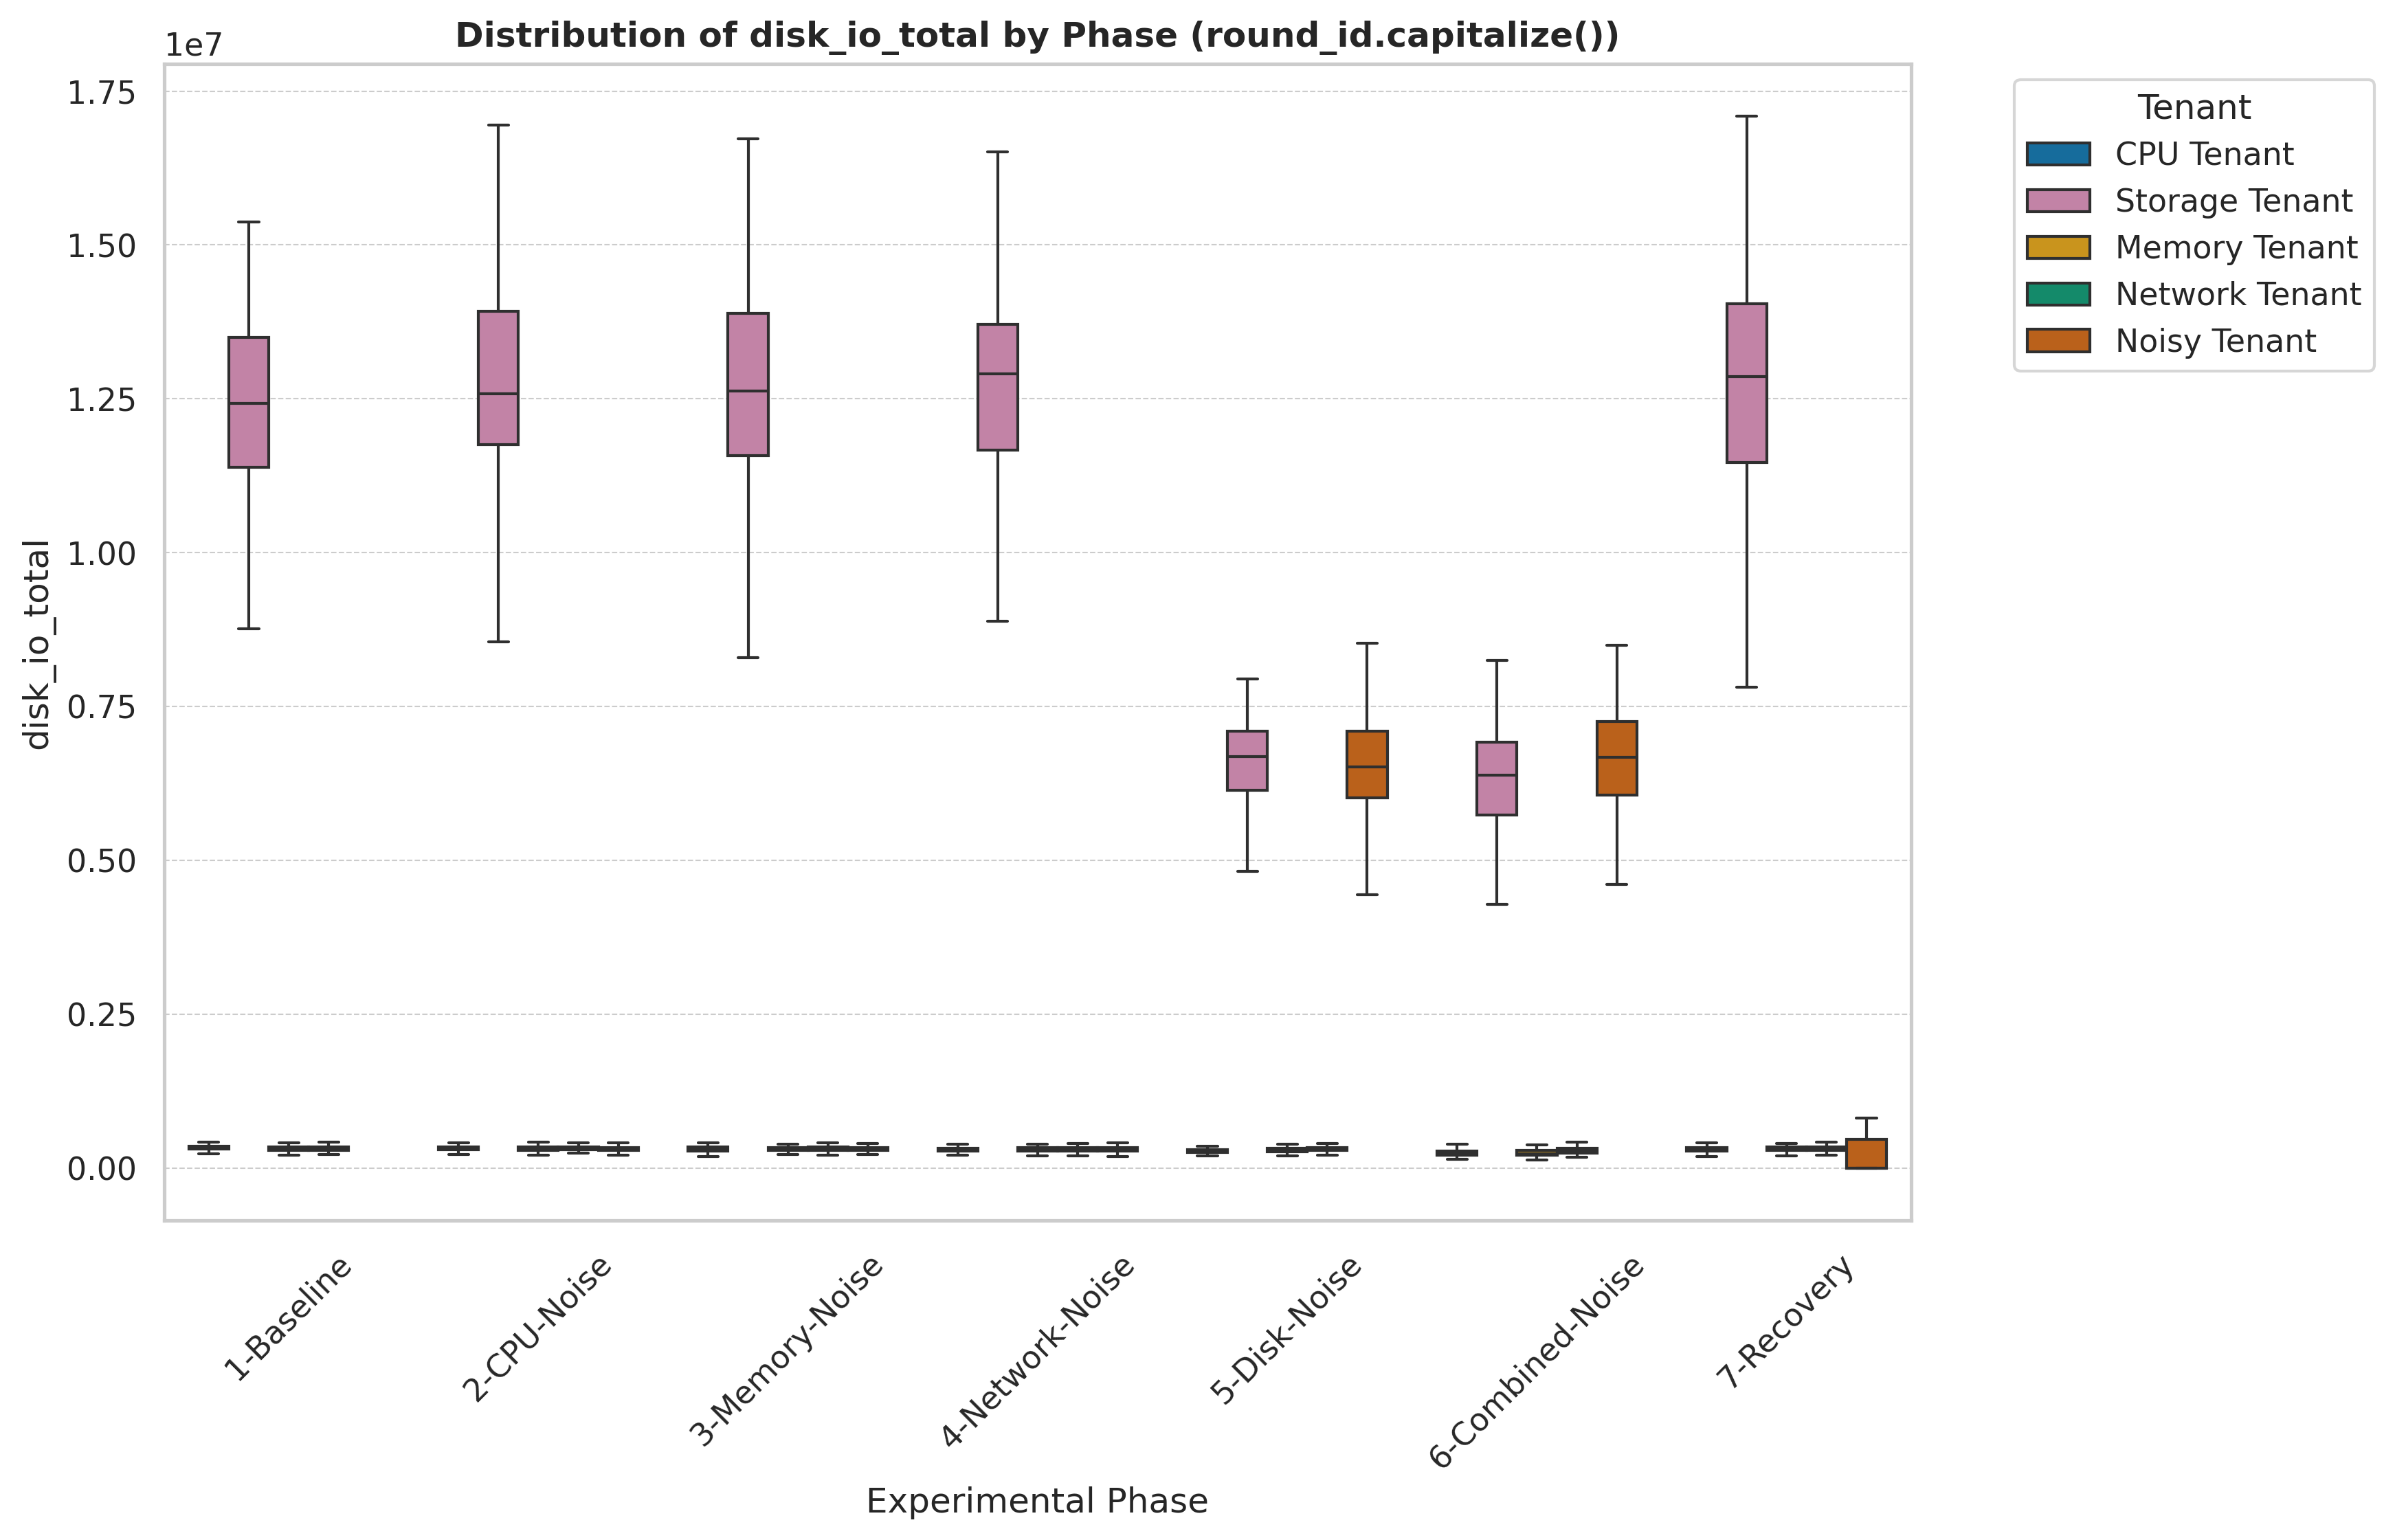 Distribution of disk_io_total by Phase (round_id.capitalize())
1e7
1.75
1.50
1.25
1.00
0.75
0.50
0.25
0.00
disk_io_total
1-Baseline
2-CPU-Noise
3-Memory-Noise
4-Network-Noise
5-Disk-Noise
6-Combined-Noise
7-Recovery
Experimental Phase
Tenant
CPU Tenant
Storage Tenant
Memory Tenant
Network Tenant
Noisy Tenant